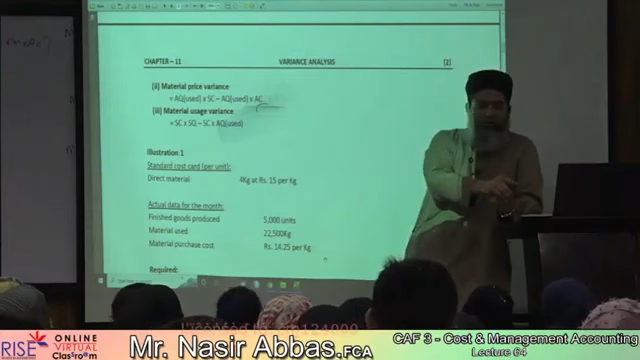 CHAPTER – 11 VARIANCE ANALYSIS (2)
(ii) Material price variance
= AQ(used) x SC – AQ(used) x AC
(iii) Material usage variance
= SC x SQ – SC x AQ(used)
Illustration 1
Standard cost card (per unit):
Direct material 4Kg at Rs. 15 per Kg
Actual data for the month:
Finished goods produced 5,000 units
Material used 22,500Kg
Material purchase cost Rs. 14.25 per Kg
Required:
RISE ONLINE VIRTUAL Classroom
Mr. Nasir Abbas.FCA
CAF 3 - Cost & Management Accounting
Lecture 64